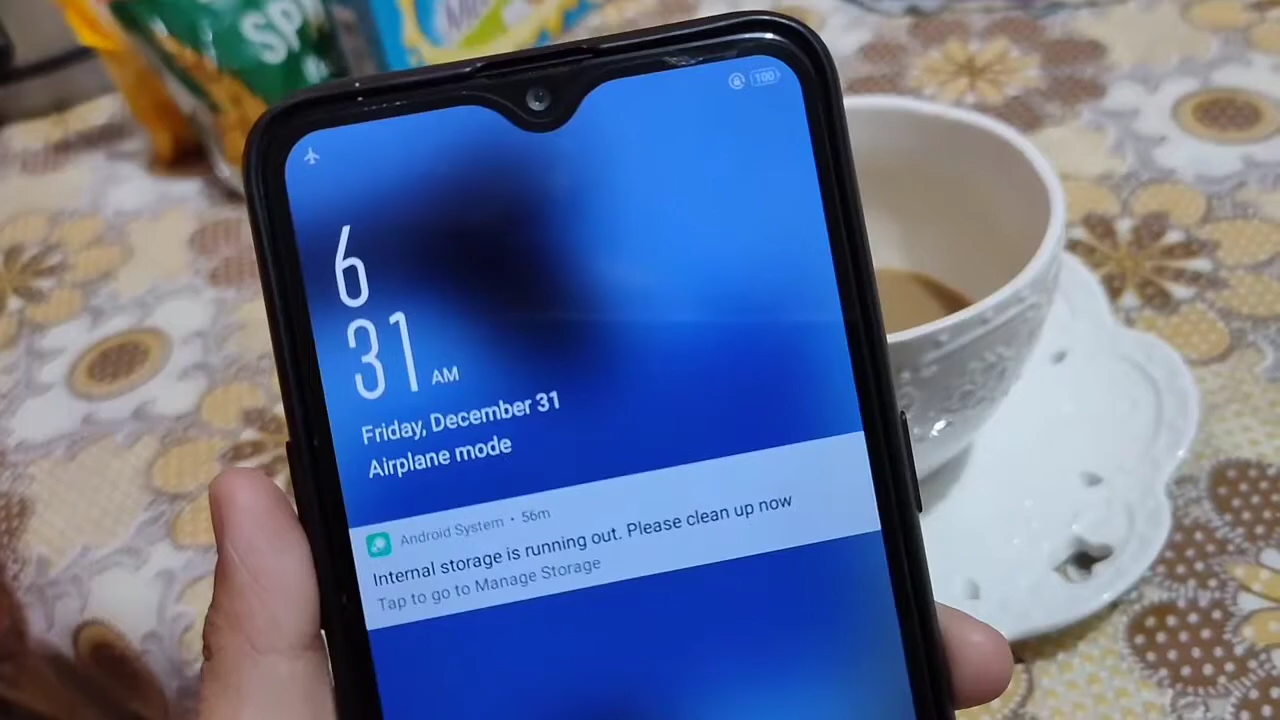 SPI
100
6
31 AM
Friday, December 31
Airplane mode
Android System • 56m
Internal storage is running out. Please clean up now
Tap to go to Manage Storage